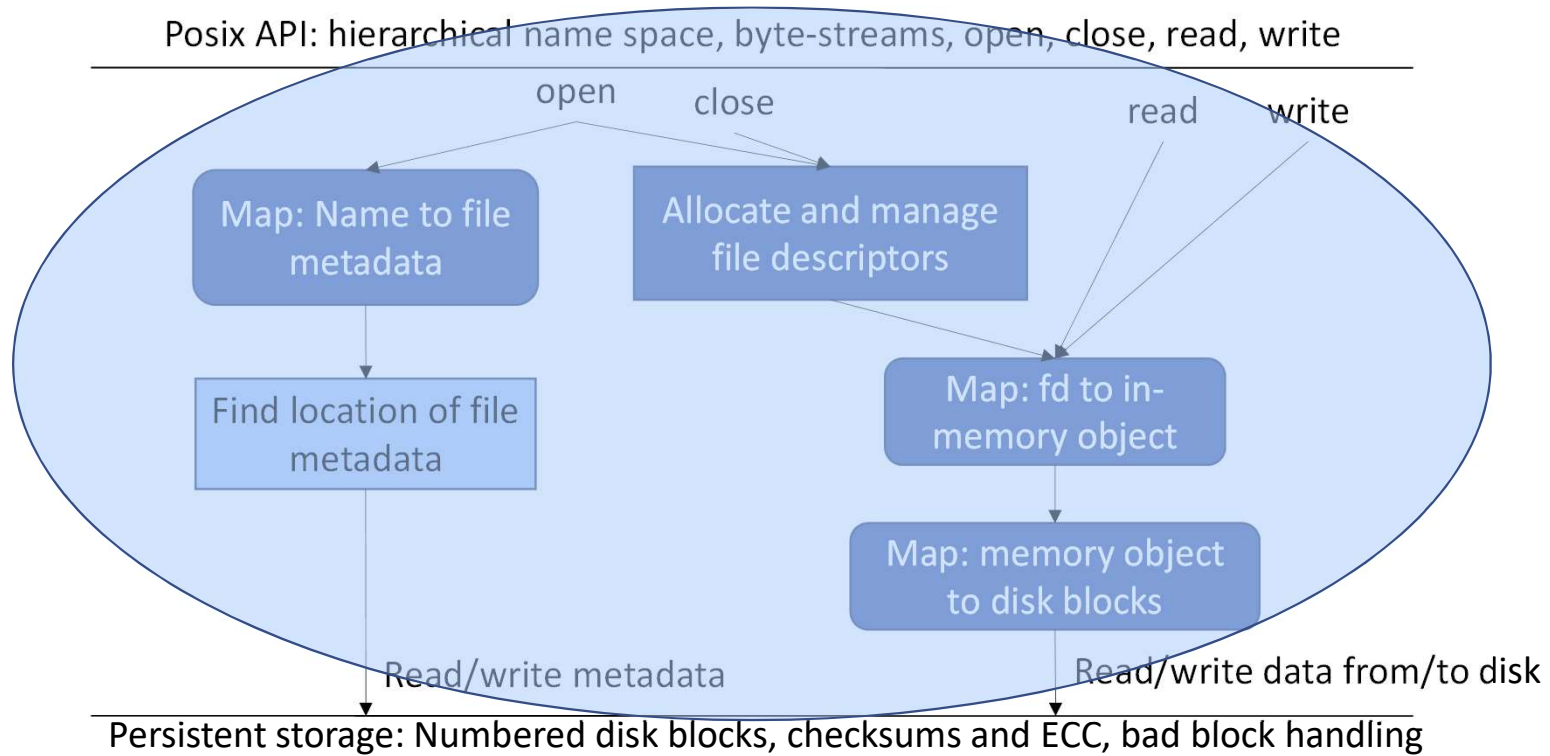 Posix API: hierarchical name space, byte-streams, open, close, read, write
open
close
read
write
Map: Name to file
metadata
Allocate and manage
file descriptors
Find location of file
metadata
Map: fd to in-
memory object
Map: memory object
to disk blocks
Read/write metadata
Read/write data from/to disk
Persistent storage: Numbered disk blocks, checksums and ECC, bad block handling